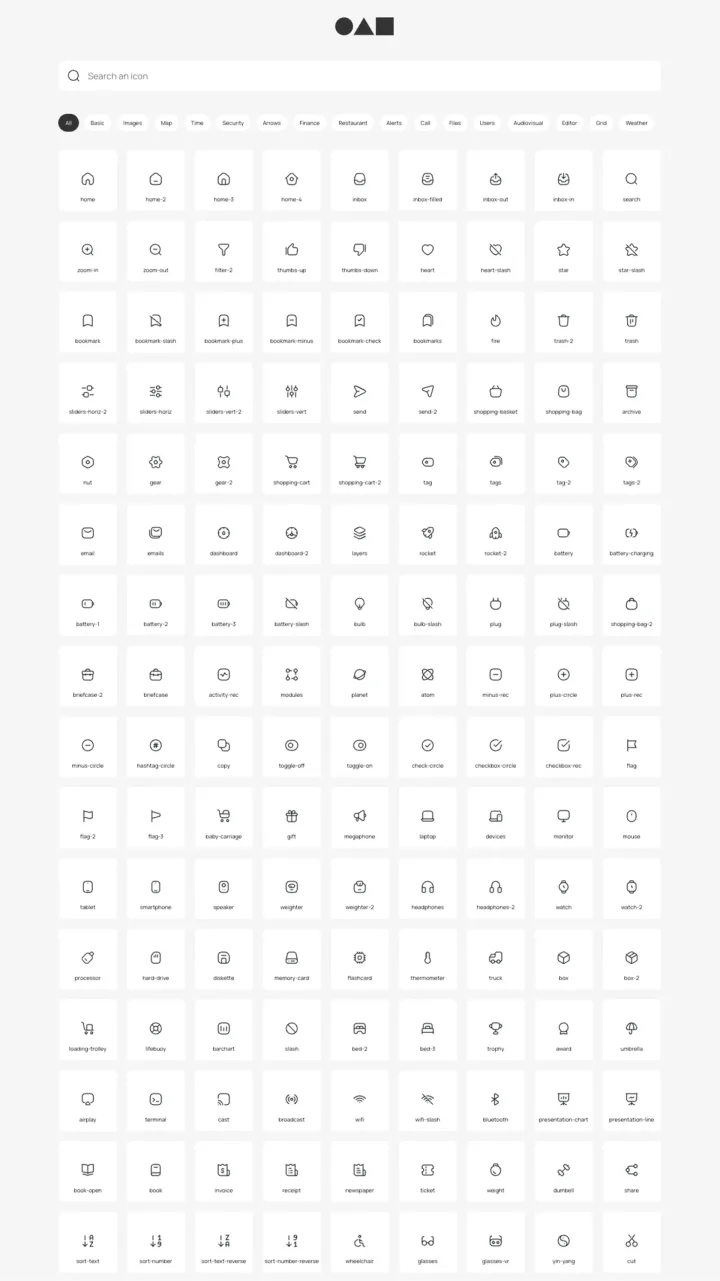 Search an icon
All Basic Images Map Time Security Arrows Finance Restaurant Alerts Call Files Users Audiovisual Editor Grid Weather
home home-2 home-3 home-4 inbox inbox-filled inbox-out inbox-in search
zoom-in zoom-out filter-2 thumbs-up thumbs-down heart heart-slash star star-slash
bookmark bookmark-slash bookmark-plus bookmark-minus bookmark-check bookmarks fire trash-2 trash
sliders-horiz-2 sliders-horiz sliders-vert-2 sliders-vert send send-2 shopping-basket shopping-bag archive
nut gear gear-2 shopping-cart shopping-cart-2 tag tags tag-2 tags-2
email emails dashboard dashboard-2 layers rocket rocket-2 battery battery-charging
battery-1 battery-2 battery-3 battery-slash bulb bulb-slash plug plug-slash shopping-bag-2
briefcase-2 briefcase activity-rec modules planet atom minus-rec plus-circle plus-rec
minus-circle hashtag-circle copy toggle-off toggle-on check-circle checkbox-circle checkbox-rec flag
flag-2 flag-3 baby-carriage gift megaphone laptop devices monitor mouse
tablet smartphone speaker weighter weighter-2 headphones headphones-2 watch watch-2
processor hard-drive diskette memory-card flashcard thermometer truck box box-2
loading-trolley lifebuoy barchart slash bed-2 bed-3 trophy award umbrella
airplay terminal cast broadcast wifi wifi-slash bluetooth presentation-chart presentation-line
book-open book invoice receipt newspaper ticket weight dumbell share
sort-text sort-number sort-text-reverse sort-number-reverse wheelchair glasses glasses-vr yin-yang cut